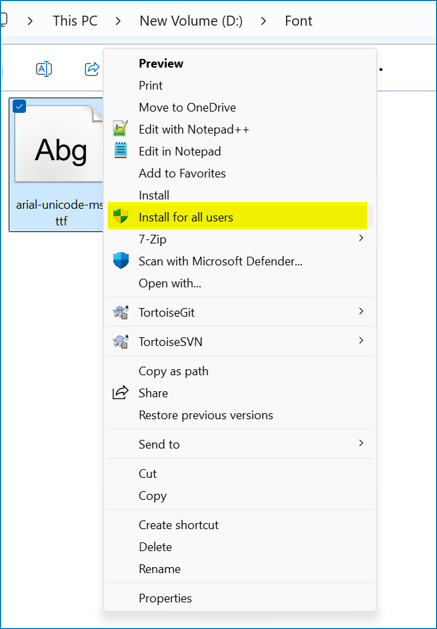 This PC > New Volume (D:) > Font
Abg
arial-unicode-ms
ttf
Preview
Print
Move to OneDrive
Edit with Notepad++
Edit in Notepad
Add to Favorites
Install
Install for all users
7-Zip
Scan with Microsoft Defender...
Open with...
TortoiseGit
TortoiseSVN
Copy as path
Share
Restore previous versions
Send to
Cut
Copy
Create shortcut
Delete
Rename
Properties